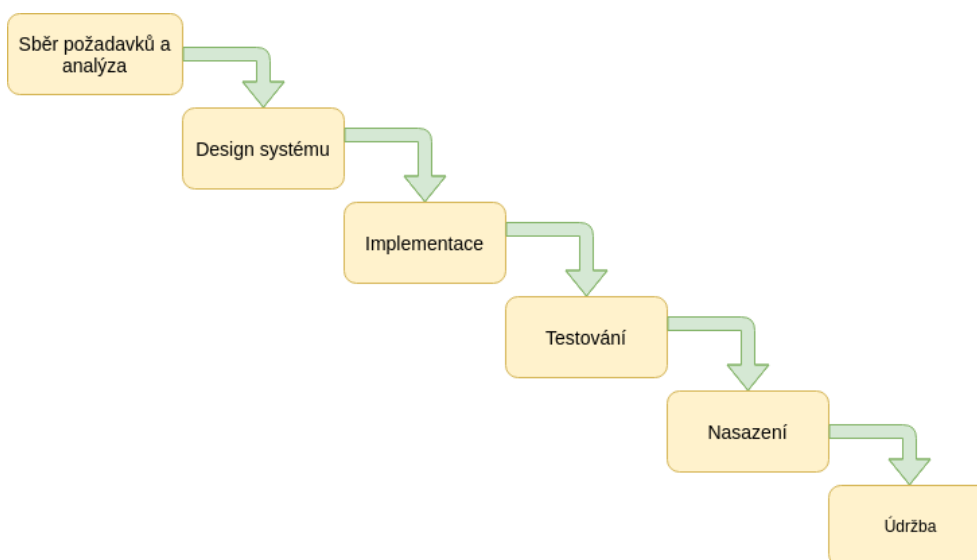 Sběr požadavků a
analýza
Design systému
Implementace
Testování
Nasazení
Údržba